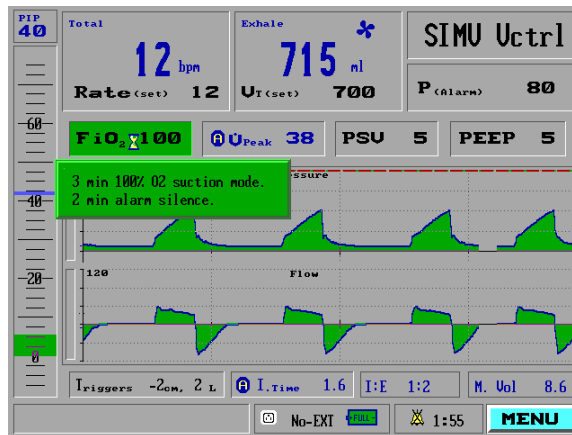 PIP
40
Total
12 bpm
Rate(set) 12
Exhale
715 ml
VT(set) 700
SIMV Vctrl
P(Alarm) 80
FiO2 100
A V̇Peak 38
PSV 5
PEEP 5
3 min 100% O2 suction mode.
2 min alarm silence.
ssure
60
40
20
0
120
Flow
Triggers -2cm, 2 L
A I.Time 1.6
I:E 1:2
M. Vol 8.6
No-EXT FULL
1:55
MENU